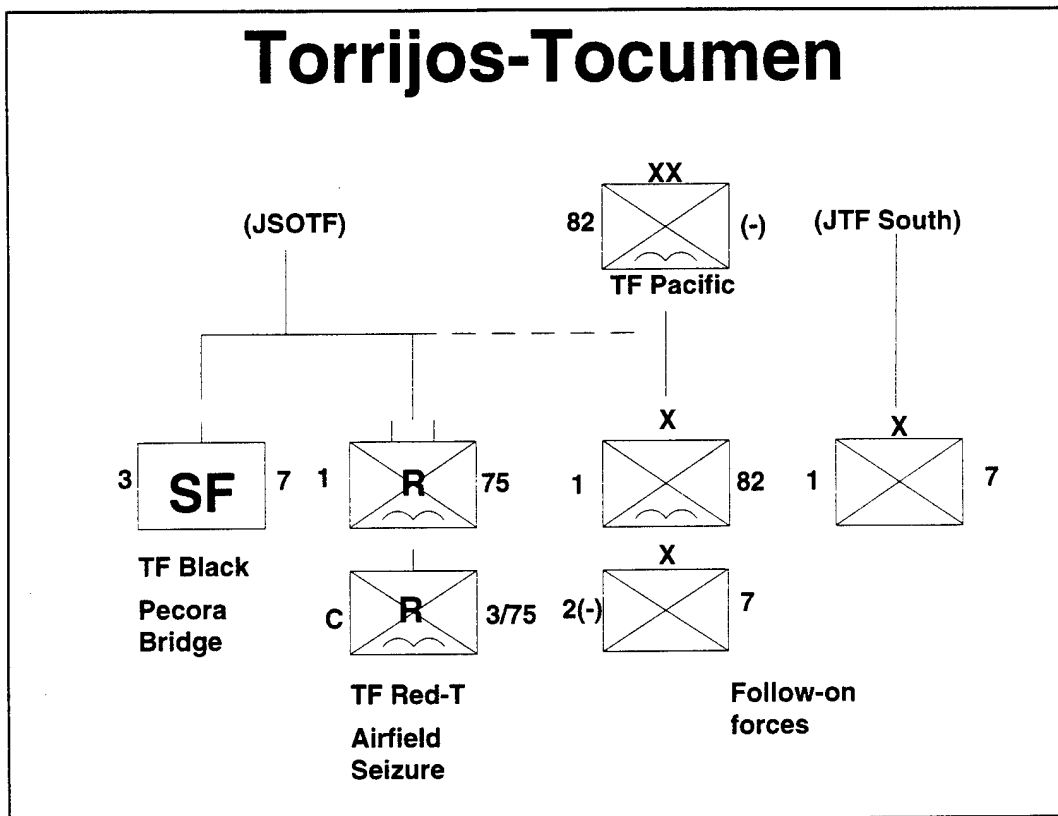 Torrijos-Tocumen
XX
(JSOTF)
82
(-)
(JTF South)
TF Pacific
X
X
3
SF
7
1
R
75
1
82
1
7
TF Black
Pecora
Bridge
C
R
3/75
X
2(-)
7
TF Red-T
Airfield
Seizure
Follow-on
forces